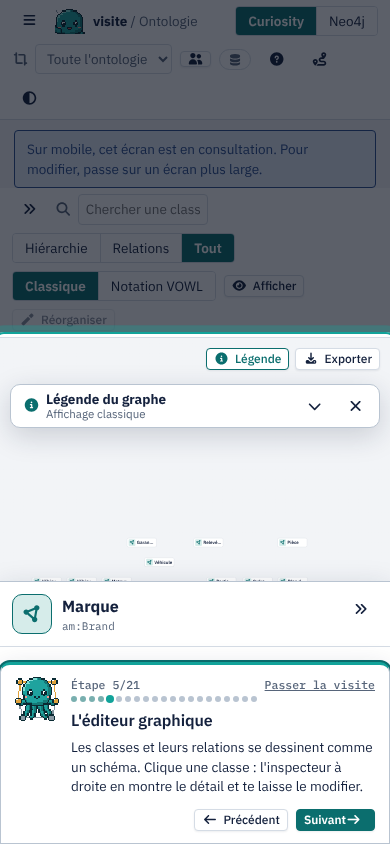 visite / Ontologie
Curiosity
Neo4j
Toute l'ontologie
Sur mobile, cet écran est en consultation. Pour
modifier, passe sur un écran plus large.
Chercher une class
Hiérarchie
Relations
Tout
Classique
Notation VOWL
Afficher
Réorganiser
Légende
Exporter
Légende du graphe
Affichage classique
Relevé...
Pièce
Véhicule
Marque
am:Brand
Étape 5/21
Passer la visite
L'éditeur graphique
Les classes et leurs relations se dessinent comme
un schéma. Clique une classe : l'inspecteur à
droite en montre le détail et te laisse le modifier.
Précédent
Suivant